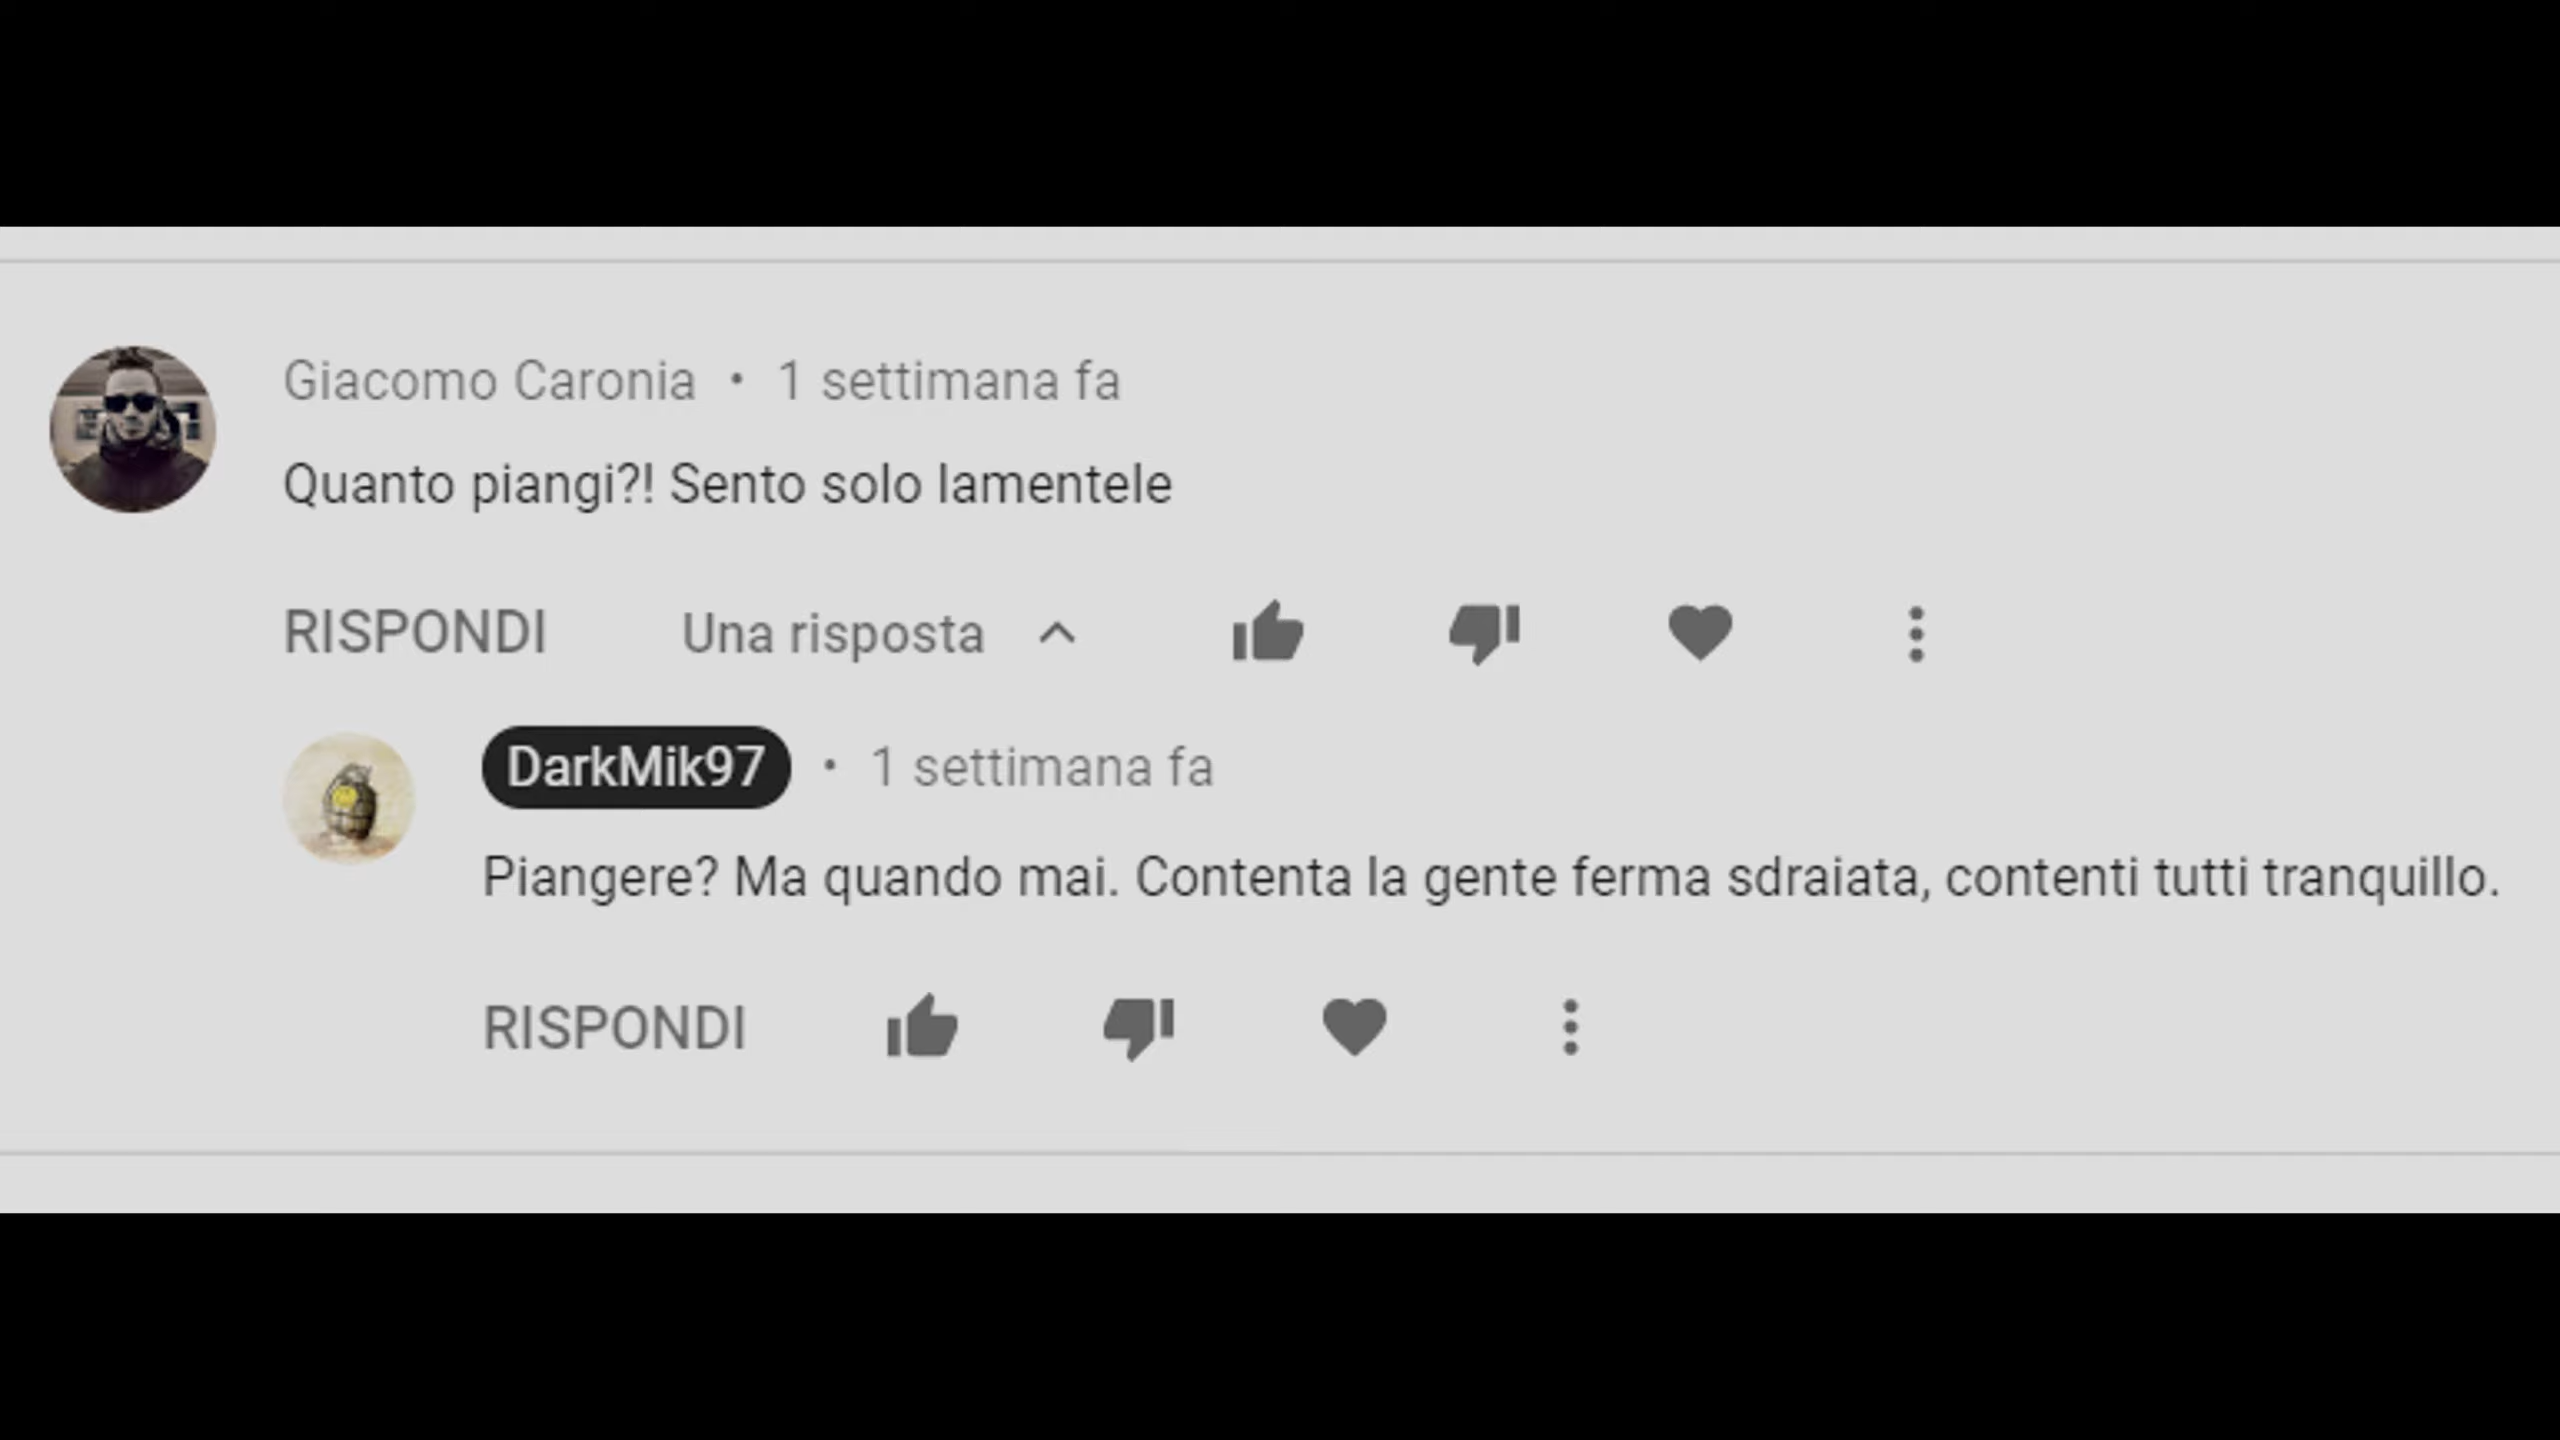 Giacomo Caronia • 1 settimana fa
Quanto piangi?! Sento solo lamentele
RISPONDI Una risposta
DarkMik97 • 1 settimana fa
Piangere? Ma quando mai. Contenta la gente ferma sdraiata, contenti tutti tranquillo.
RISPONDI